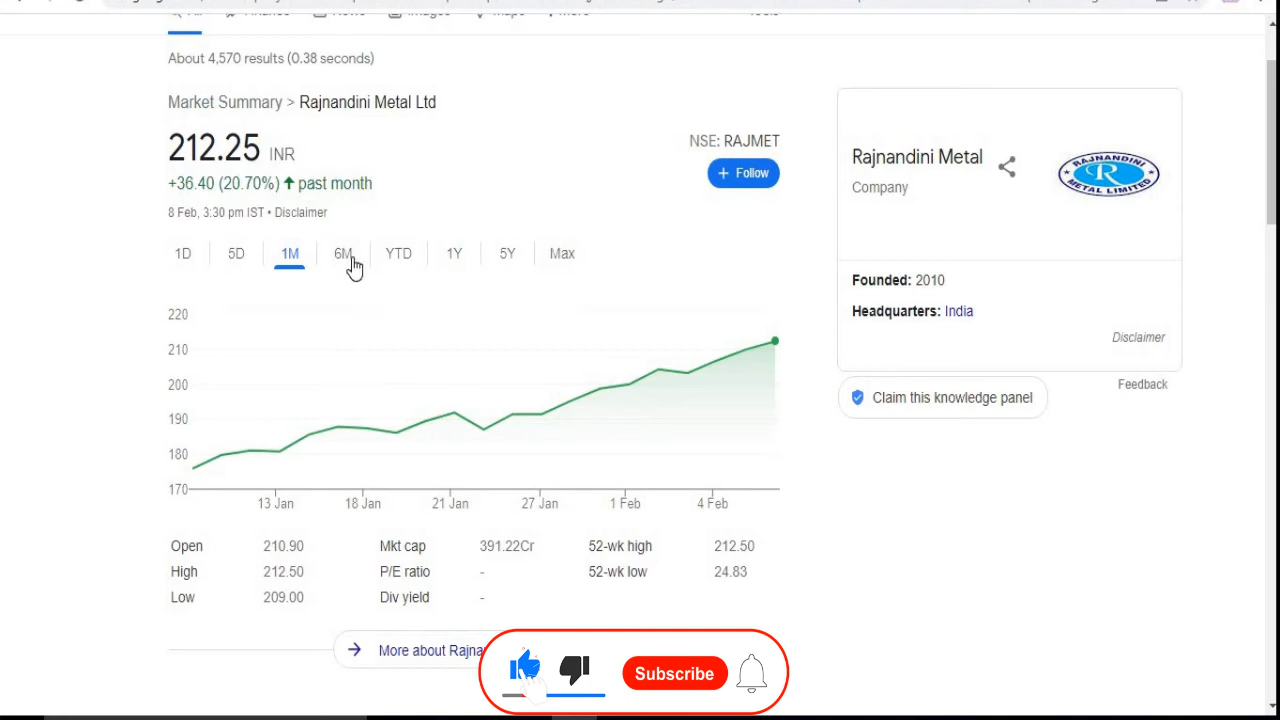 About 4,570 results (0.38 seconds)
Market Summary > Rajnandini Metal Ltd
212.25 INR
+36.40 (20.70%) ↑ past month
8 Feb, 3:30 pm IST • Disclaimer
NSE: RAJMET
+ Follow
1D 5D 1M 6M YTD 1Y 5Y Max
220
210
200
190
180
170
13 Jan 18 Jan 21 Jan 27 Jan 1 Feb 4 Feb
Open 210.90 Mkt cap 391.22Cr 52-wk high 212.50
High 212.50 P/E ratio - 52-wk low 24.83
Low 209.00 Div yield -
More about Rajna
Rajnandini Metal
Company
RAJNANDINI
R
METAL LIMITED
Founded: 2010
Headquarters: India
Disclaimer
Feedback
Claim this knowledge panel
Subscribe